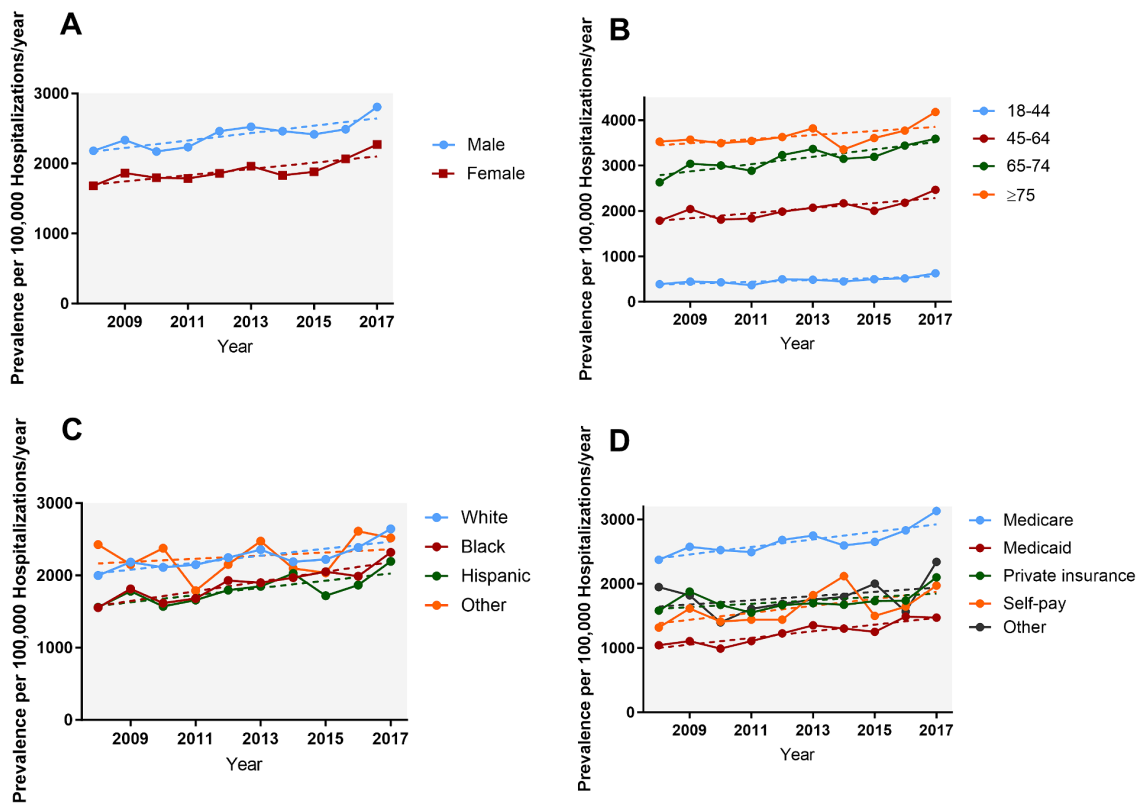 A
Prevalence per 100,000 Hospitalizations/year
3000
2000
1000
0
2009 2011 2013 2015 2017
Year
Male
Female
B
Prevalence per 100,000 Hospitalizations/year
4000
3000
2000
1000
0
2009 2011 2013 2015 2017
Year
18-44
45-64
65-74
≥75
C
Prevalence per 100,000 Hospitalizations/year
3000
2000
1000
0
2009 2011 2013 2015 2017
Year
White
Black
Hispanic
Other
D
Prevalence per 100,000 Hospitalizations/year
3000
2000
1000
0
2009 2011 2013 2015 2017
Year
Medicare
Medicaid
Private insurance
Self-pay
Other